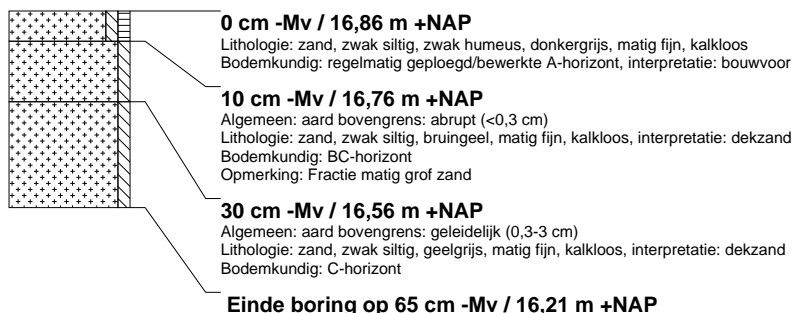 0 cm -Mv / 16,86 m +NAP
Lithologie: zand, zwak siltig, zwak humeus, donkergrijs, matig fijn, kalkloos
Bodemkundig: regelmatig geploegd/bewerkte A-horizont, interpretatie: bouwvoor
10 cm -Mv / 16,76 m +NAP
Algemeen: aard bovengrens: abrupt (<0,3 cm)
Lithologie: zand, zwak siltig, bruingeel, matig fijn, kalkloos, interpretatie: dekzand
Bodemkundig: BC-horizont
Opmerking: Fractie matig grof zand
30 cm -Mv / 16,56 m +NAP
Algemeen: aard bovengrens: geleidelijk (0,3-3 cm)
Lithologie: zand, zwak siltig, geelgrijs, matig fijn, kalkloos, interpretatie: dekzand
Bodemkundig: C-horizont
Einde boring op 65 cm -Mv / 16,21 m +NAP